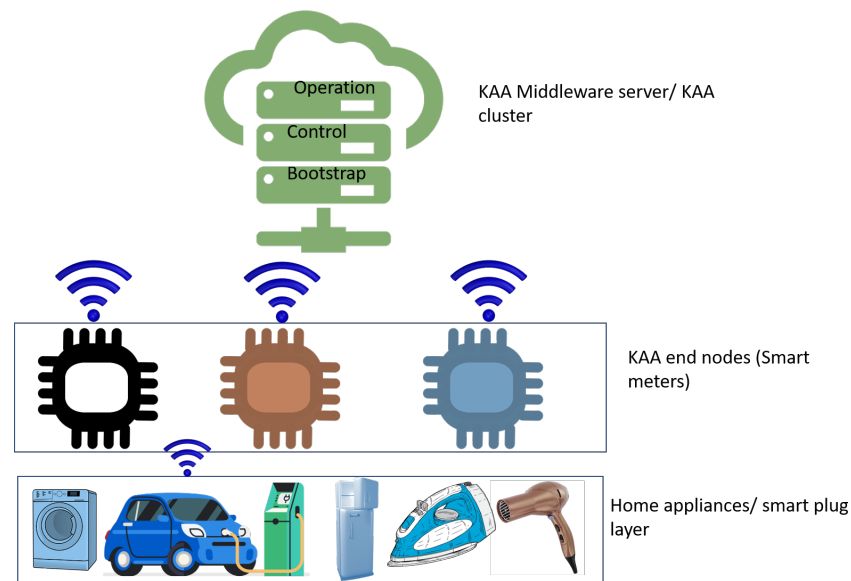 Operation
Control
Bootstrap
KAA Middleware server/ KAA
cluster
KAA end nodes (Smart
meters)
Home appliances/ smart plug
layer